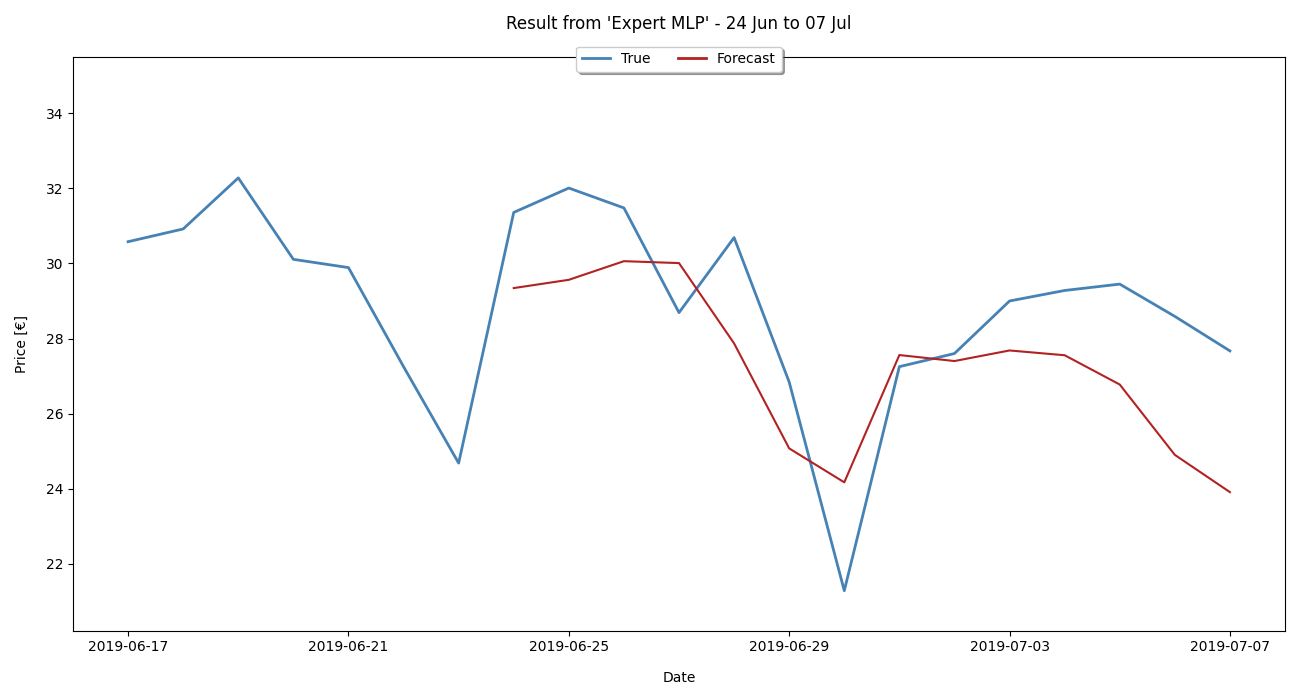 Result from 'Expert MLP' - 24 Jun to 07 Jul
True Forecast
34
32
30
28
26
24
22
Price [€]
2019-06-17 2019-06-21 2019-06-25 2019-06-29 2019-07-03 2019-07-07
Date